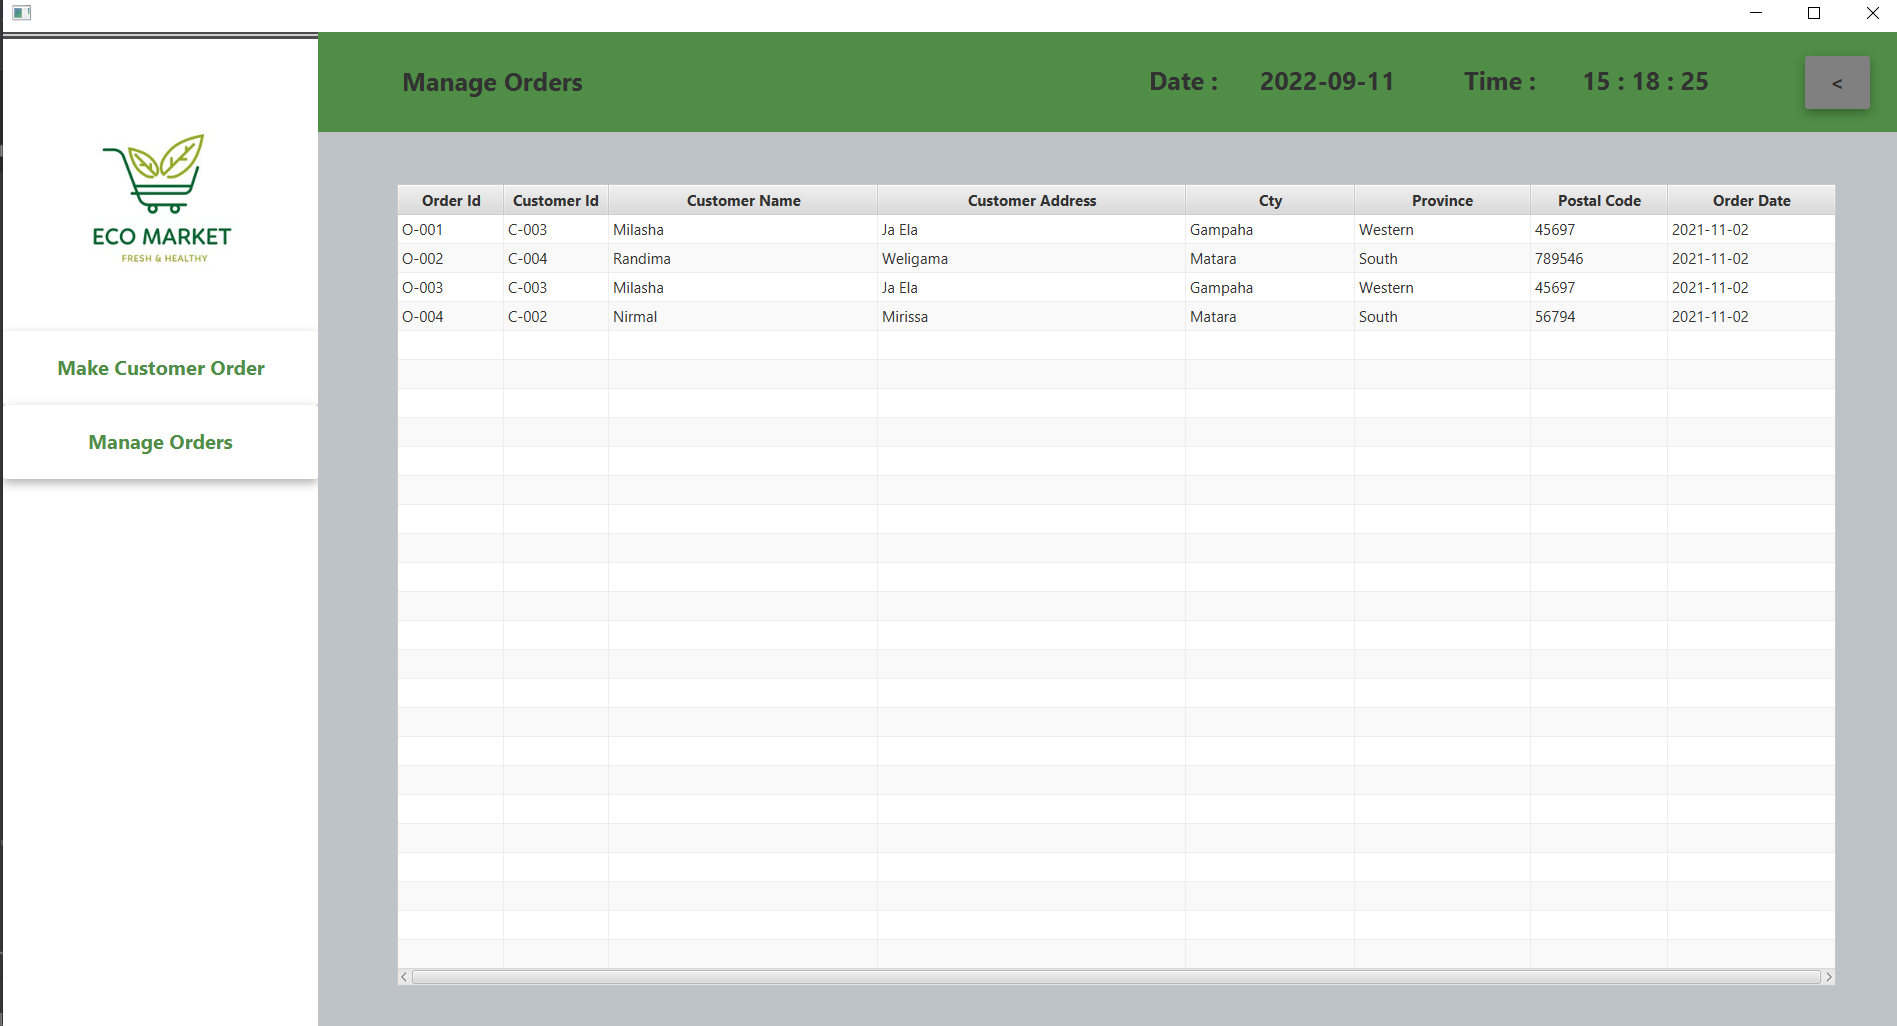 Manage Orders Date : 2022-09-11 Time : 15 : 18 : 25 <
ECO MARKET
FRESH & HEALTHY
Make Customer Order
Manage Orders
Order Id Customer Id Customer Name Customer Address Cty Province Postal Code Order Date
O-001 C-003 Milasha Ja Ela Gampaha Western 45697 2021-11-02
O-002 C-004 Randima Weligama Matara South 789546 2021-11-02
O-003 C-003 Milasha Ja Ela Gampaha Western 45697 2021-11-02
O-004 C-002 Nirmal Mirissa Matara South 56794 2021-11-02